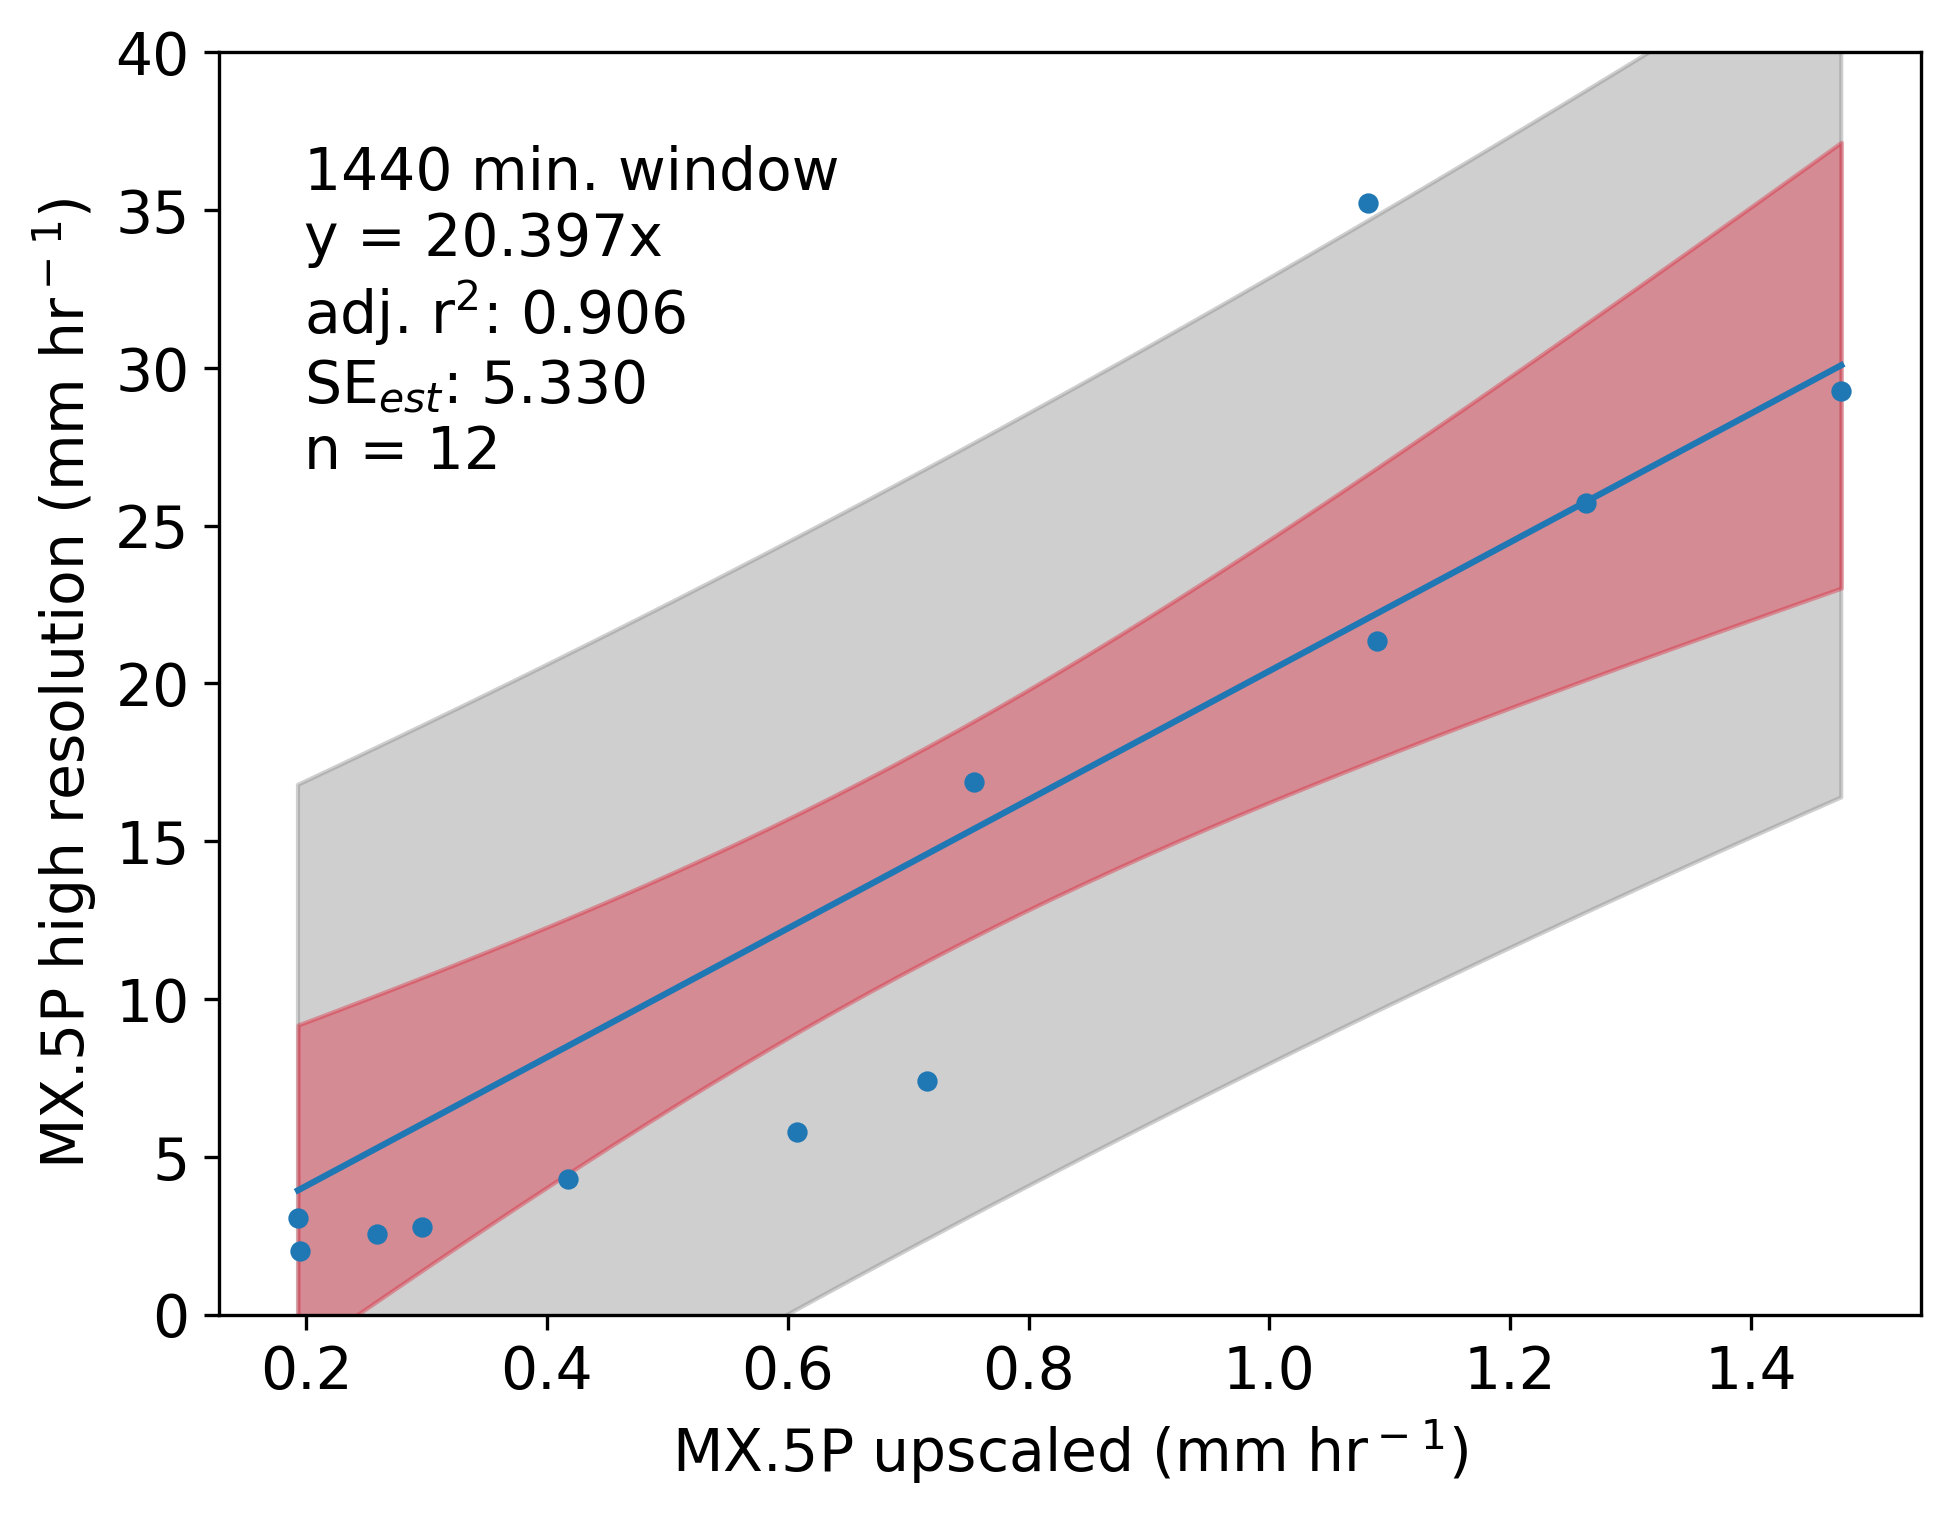 40
35
30
25
20
15
10
5
0
MX.5P high resolution (mm hr⁻¹)
1440 min. window
y = 20.397x
adj. r²: 0.906
SEₑₛₜ: 5.330
n = 12
0.2 0.4 0.6 0.8 1.0 1.2 1.4
MX.5P upscaled (mm hr⁻¹)